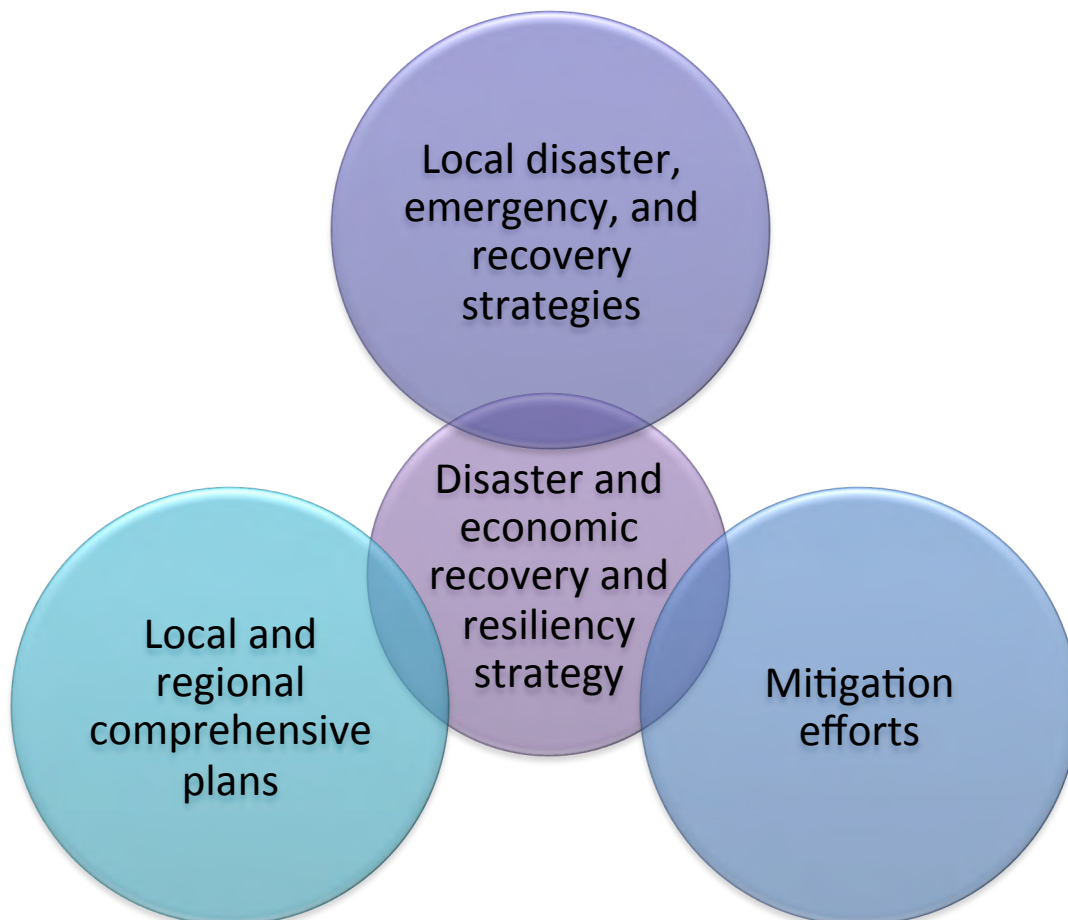 Local disaster,
emergency, and
recovery
strategies
Disaster and
economic
recovery and
resiliency
strategy
Local and
regional
comprehensive
plans
Mitigation
efforts